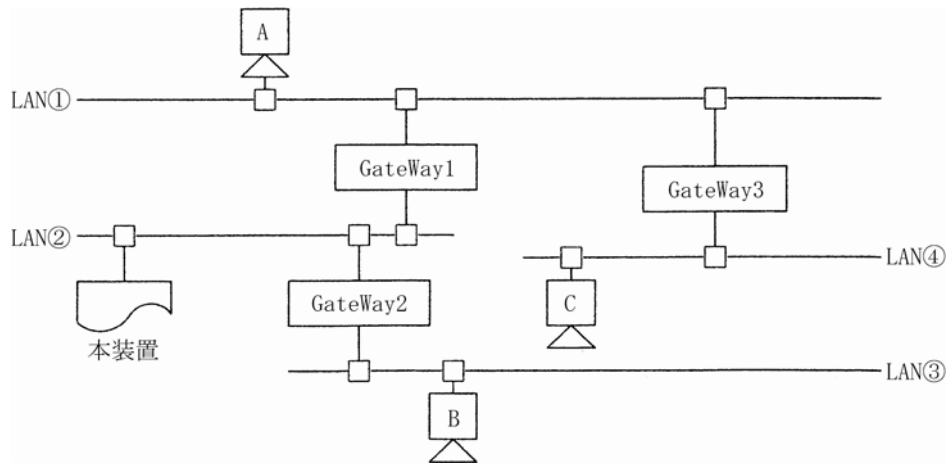 A
LAN①
GateWay1
GateWay3
LAN②
LAN④
GateWay2
C
本装置
LAN③
B